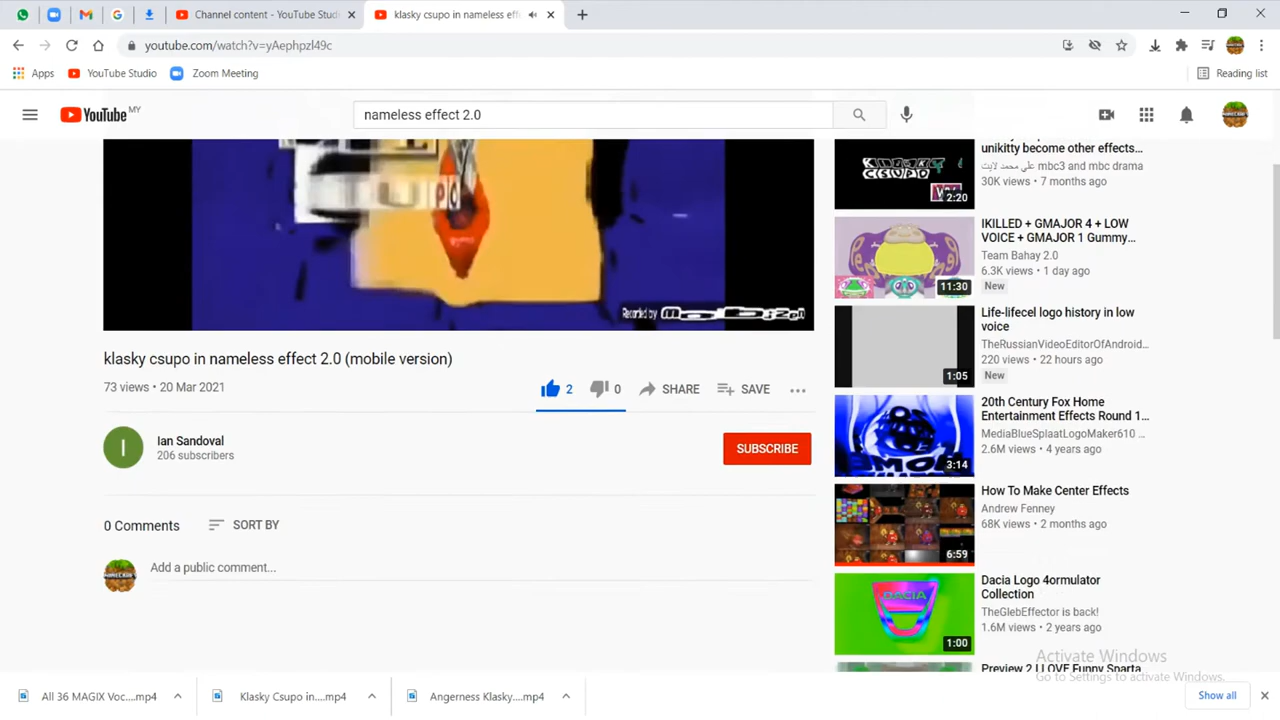 Channel content - YouTube Stud
klasky csupo in nameless eff
youtube.com/watch?v=yAephpzl49c
Apps
YouTube Studio
Zoom Meeting
Reading list
YouTube MY
nameless effect 2.0
Recorded by
klasky csupo in nameless effect 2.0 (mobile version)
73 views • 20 Mar 2021
2
0
SHARE
SAVE
Ian Sandoval
206 subscribers
SUBSCRIBE
0 Comments
SORT BY
Add a public comment...
KLASKY
CSUPO
2:20
unikitty become other effects...
علي محمد لايت mbc3 and mbc drama
30K views • 7 months ago
11:30
IKILLED + GMAJOR 4 + LOW
VOICE + GMAJOR 1 Gummy...
Team Bahay 2.0
6.3K views • 1 day ago
New
1:05
Life-lifecel logo history in low
voice
TheRussianVideoEditorOfAndroid...
220 views • 22 hours ago
New
3:14
20th Century Fox Home
Entertainment Effects Round 1...
MediaBlueSplaatLogoMaker610 ...
2.6M views • 4 years ago
6:59
How To Make Center Effects
Andrew Fenney
68K views • 2 months ago
DACIA
1:00
Dacia Logo 4ormulator
Collection
TheGlebEffector is back!
1.6M views • 2 years ago
Preview 2 I LOVE Funny Sparta
Activate Windows
Go to Settings to activate Windows.
All 36 MAGIX Voc....mp4
Klasky Csupo in....mp4
Angerness Klasky....mp4
Show all